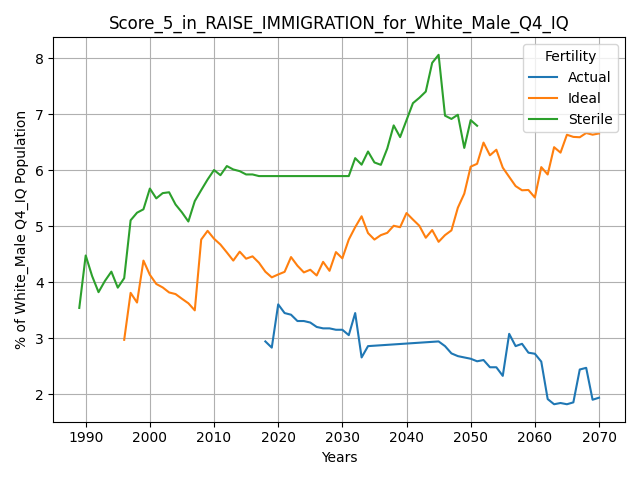 Score_5_in_RAISE_IMMIGRATION_for_White_Male_Q4_IQ
Fertility
Actual
Ideal
Sterile
% of White_Male Q4_IQ Population
8
7
6
5
4
3
2
1990 2000 2010 2020 2030 2040 2050 2060 2070
Years